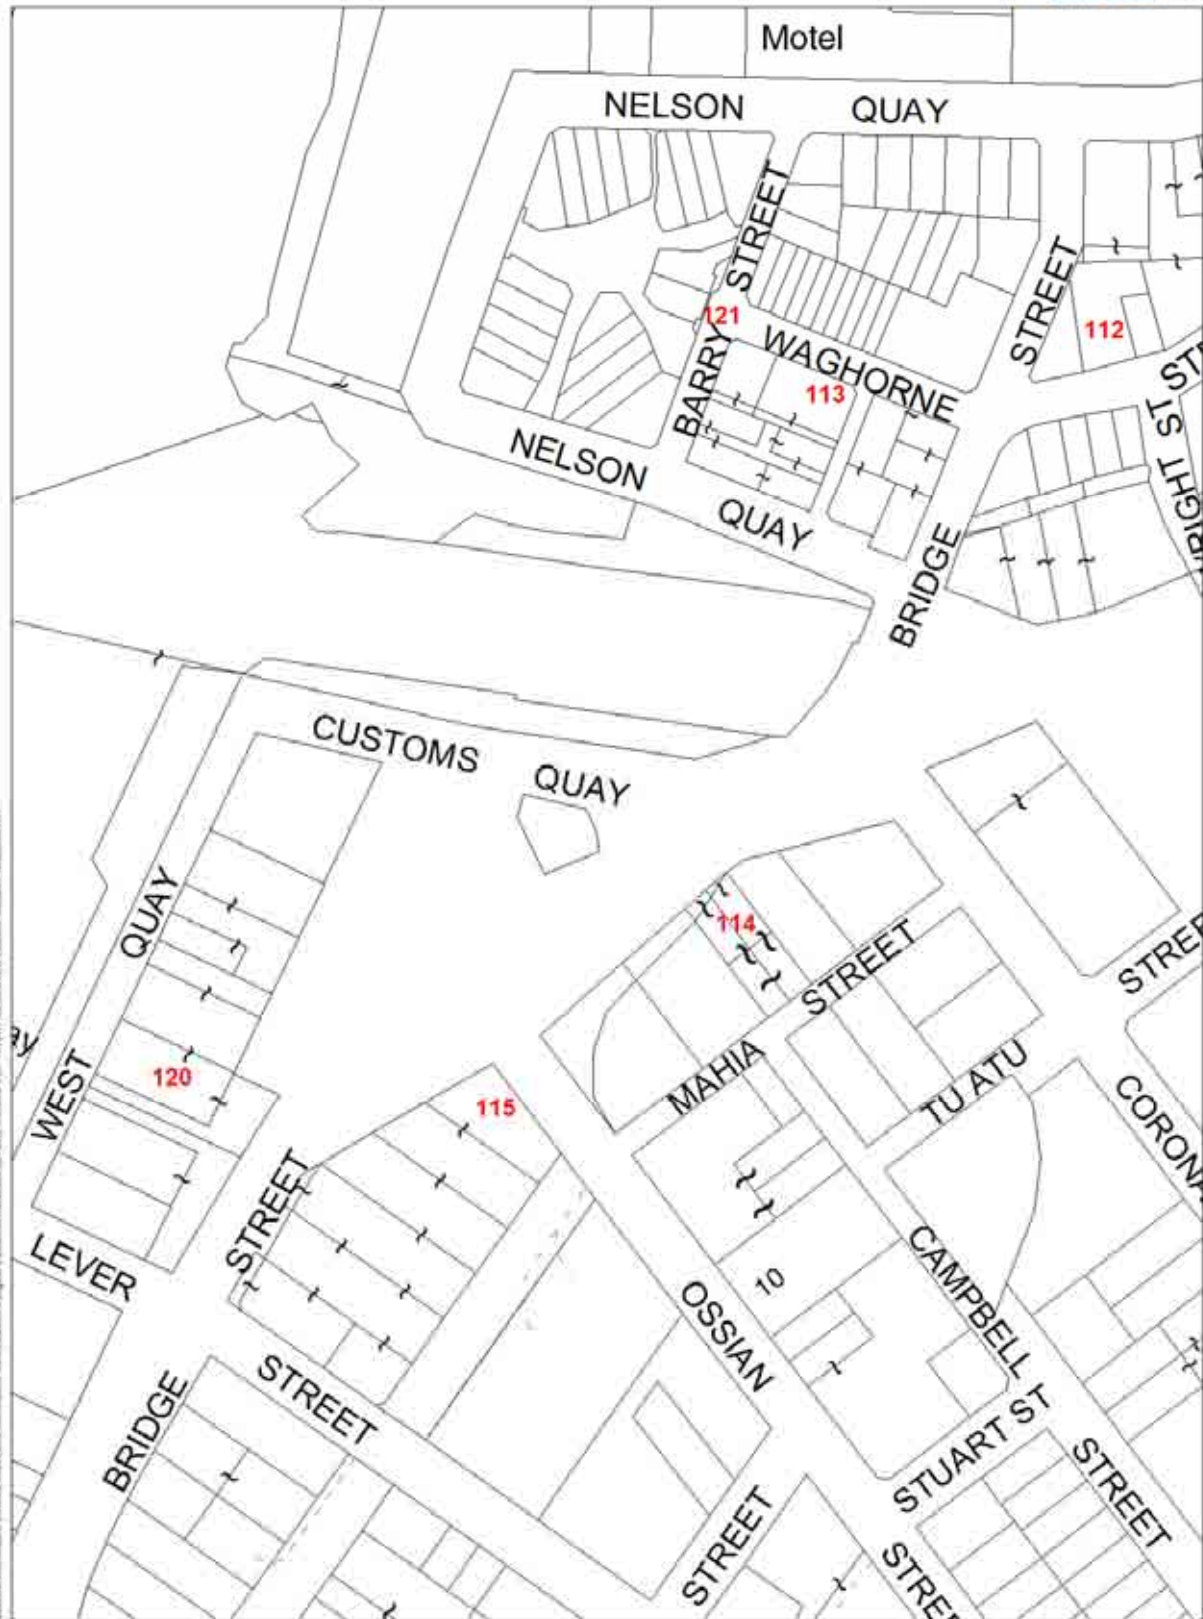 Motel
NELSON QUAY
STREET
STREET
121
112
WAGHORNE
113
BARRY
ST
NELSON
QUAY
BRIDGE
CUSTOMS
QUAY
QUAY
114
STREET
MAHIA
TU ATU
WEST
120
115
STREET
LEVER
CAMPBELL
10
OSSIAN
STREET
BRIDGE
STUART ST
STREET
STREET